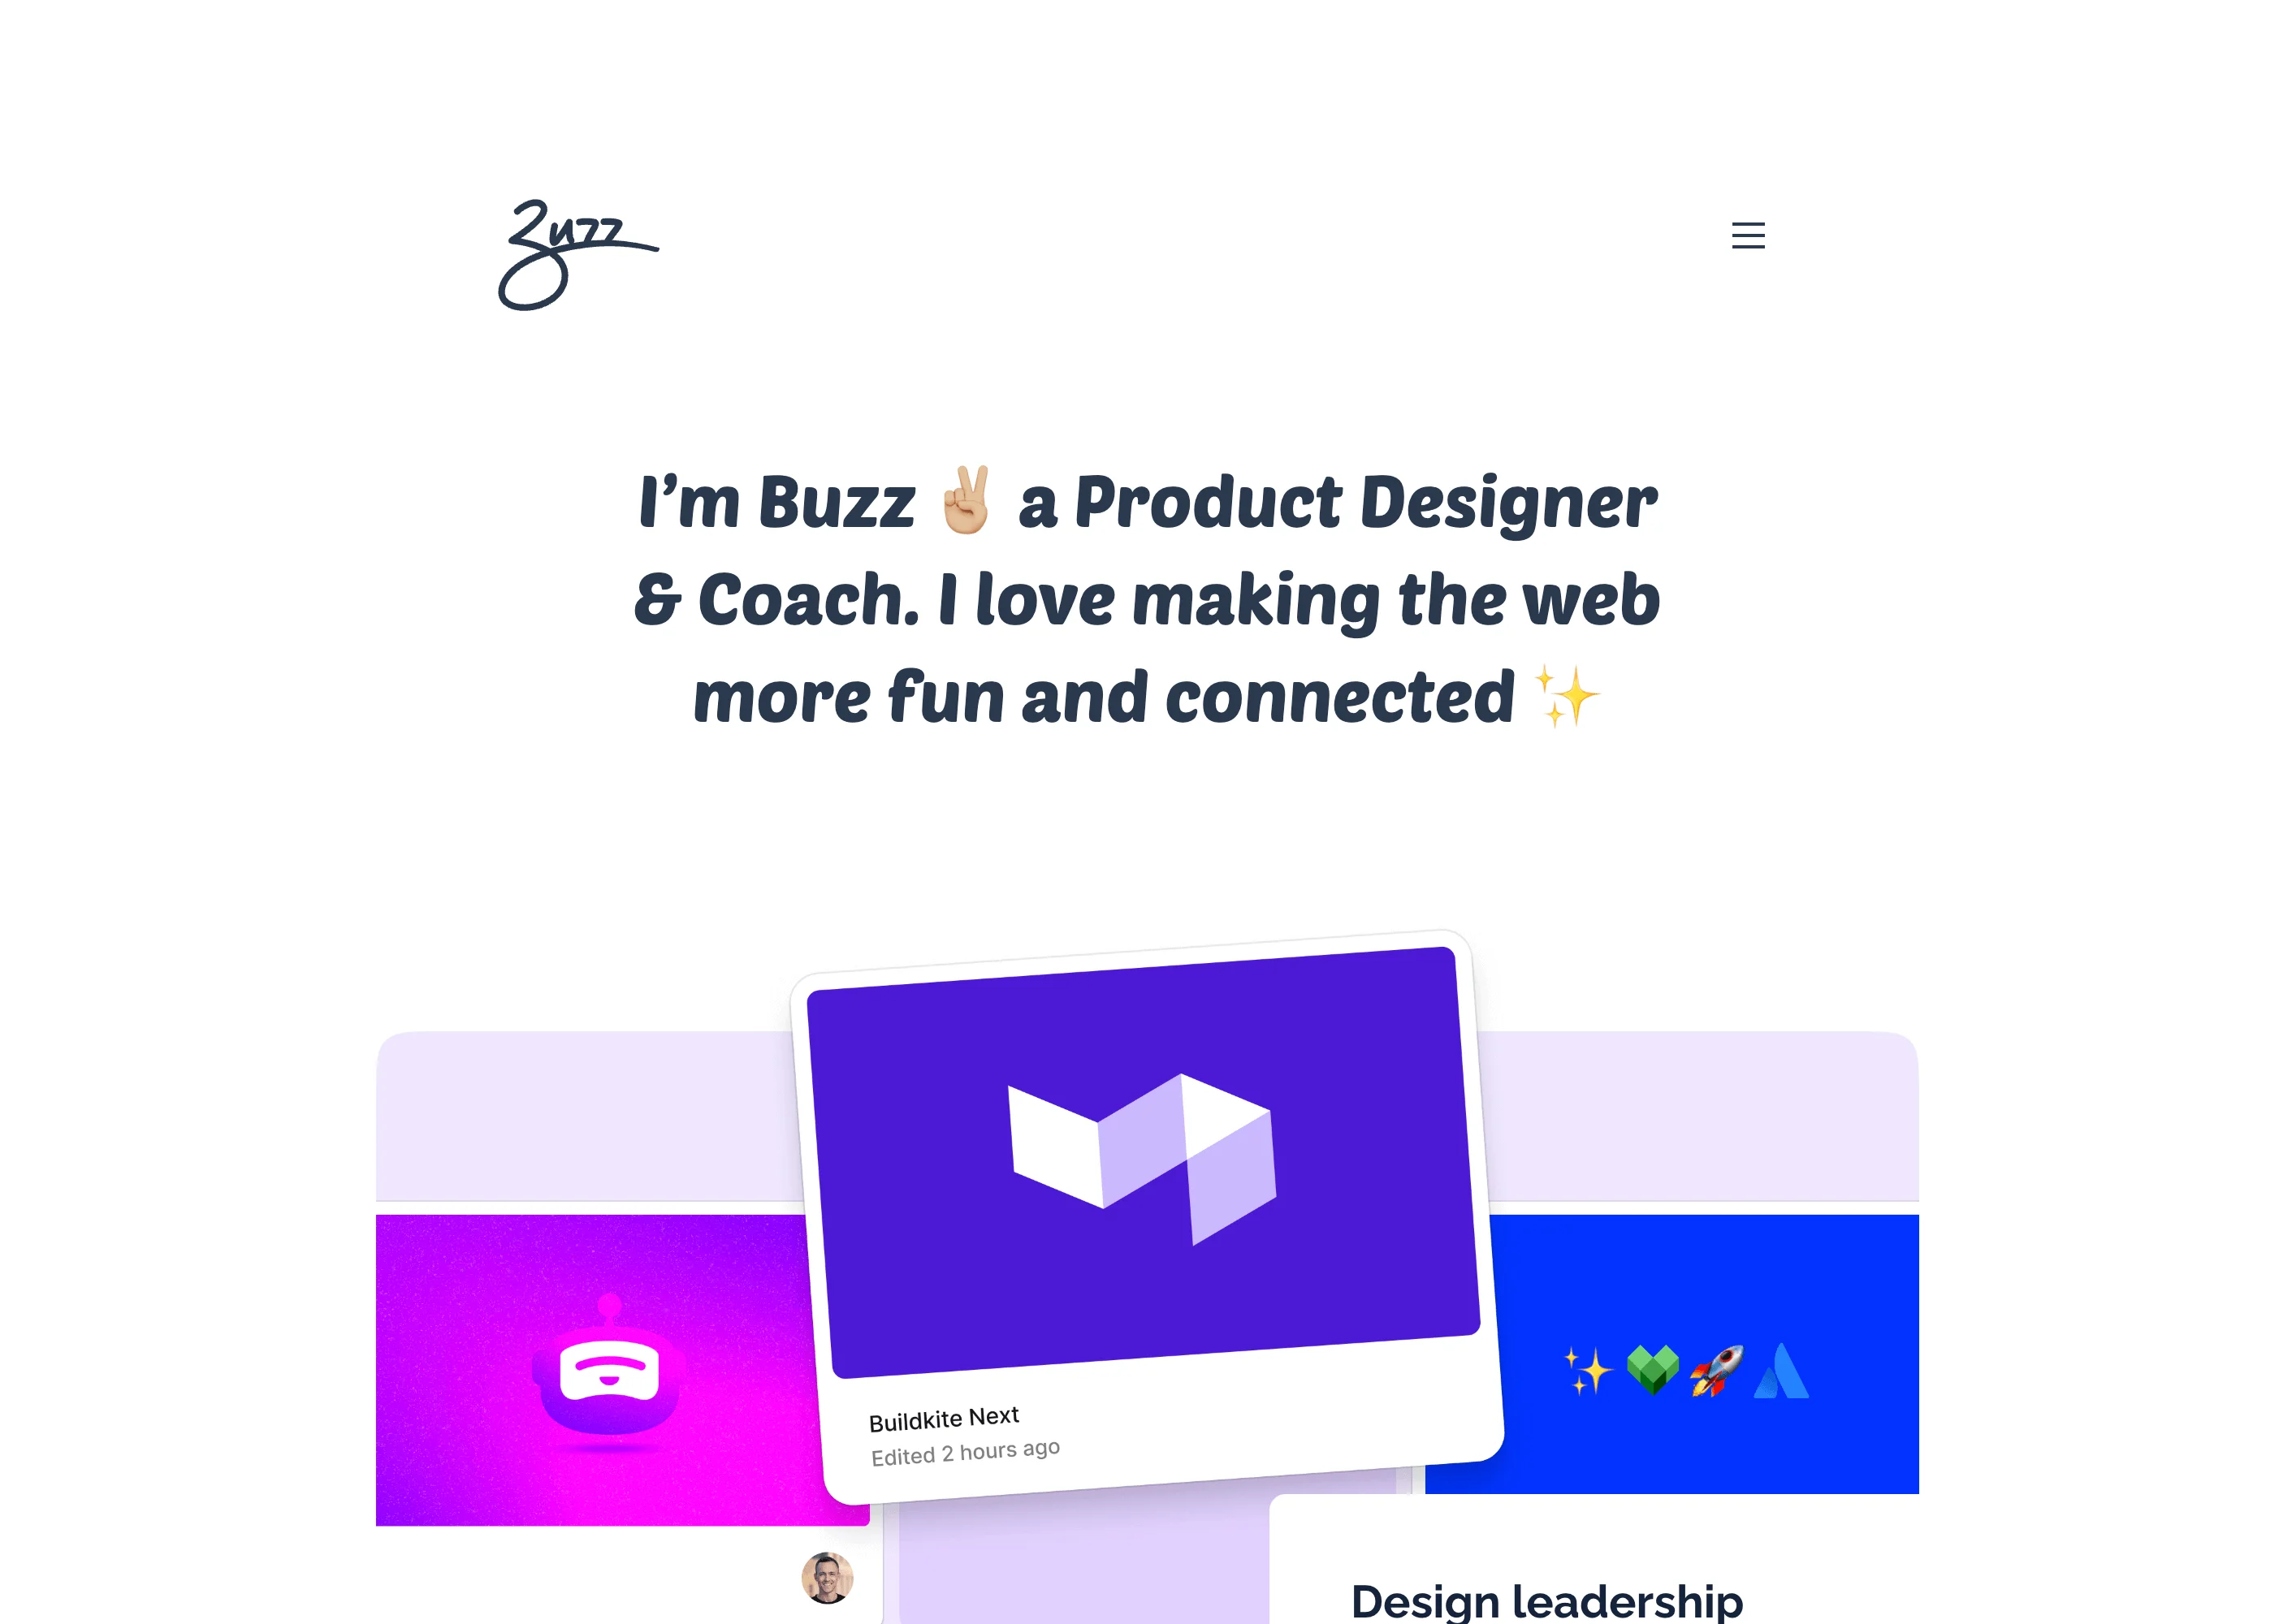 Buzz
I’m Buzz ✌🏼 a Product Designer
& Coach. I love making the web
more fun and connected ✨
Buildkite Next
Edited 2 hours ago
Design leadership